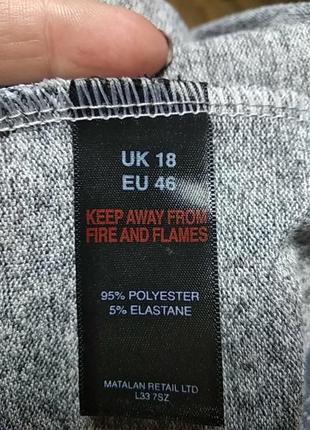 UK 18
EU 46
KEEP AWAY FROM
FIRE AND FLAMES
95% POLYESTER
5% ELASTANE
MATALAN RETAIL LTD
L33 7SZ